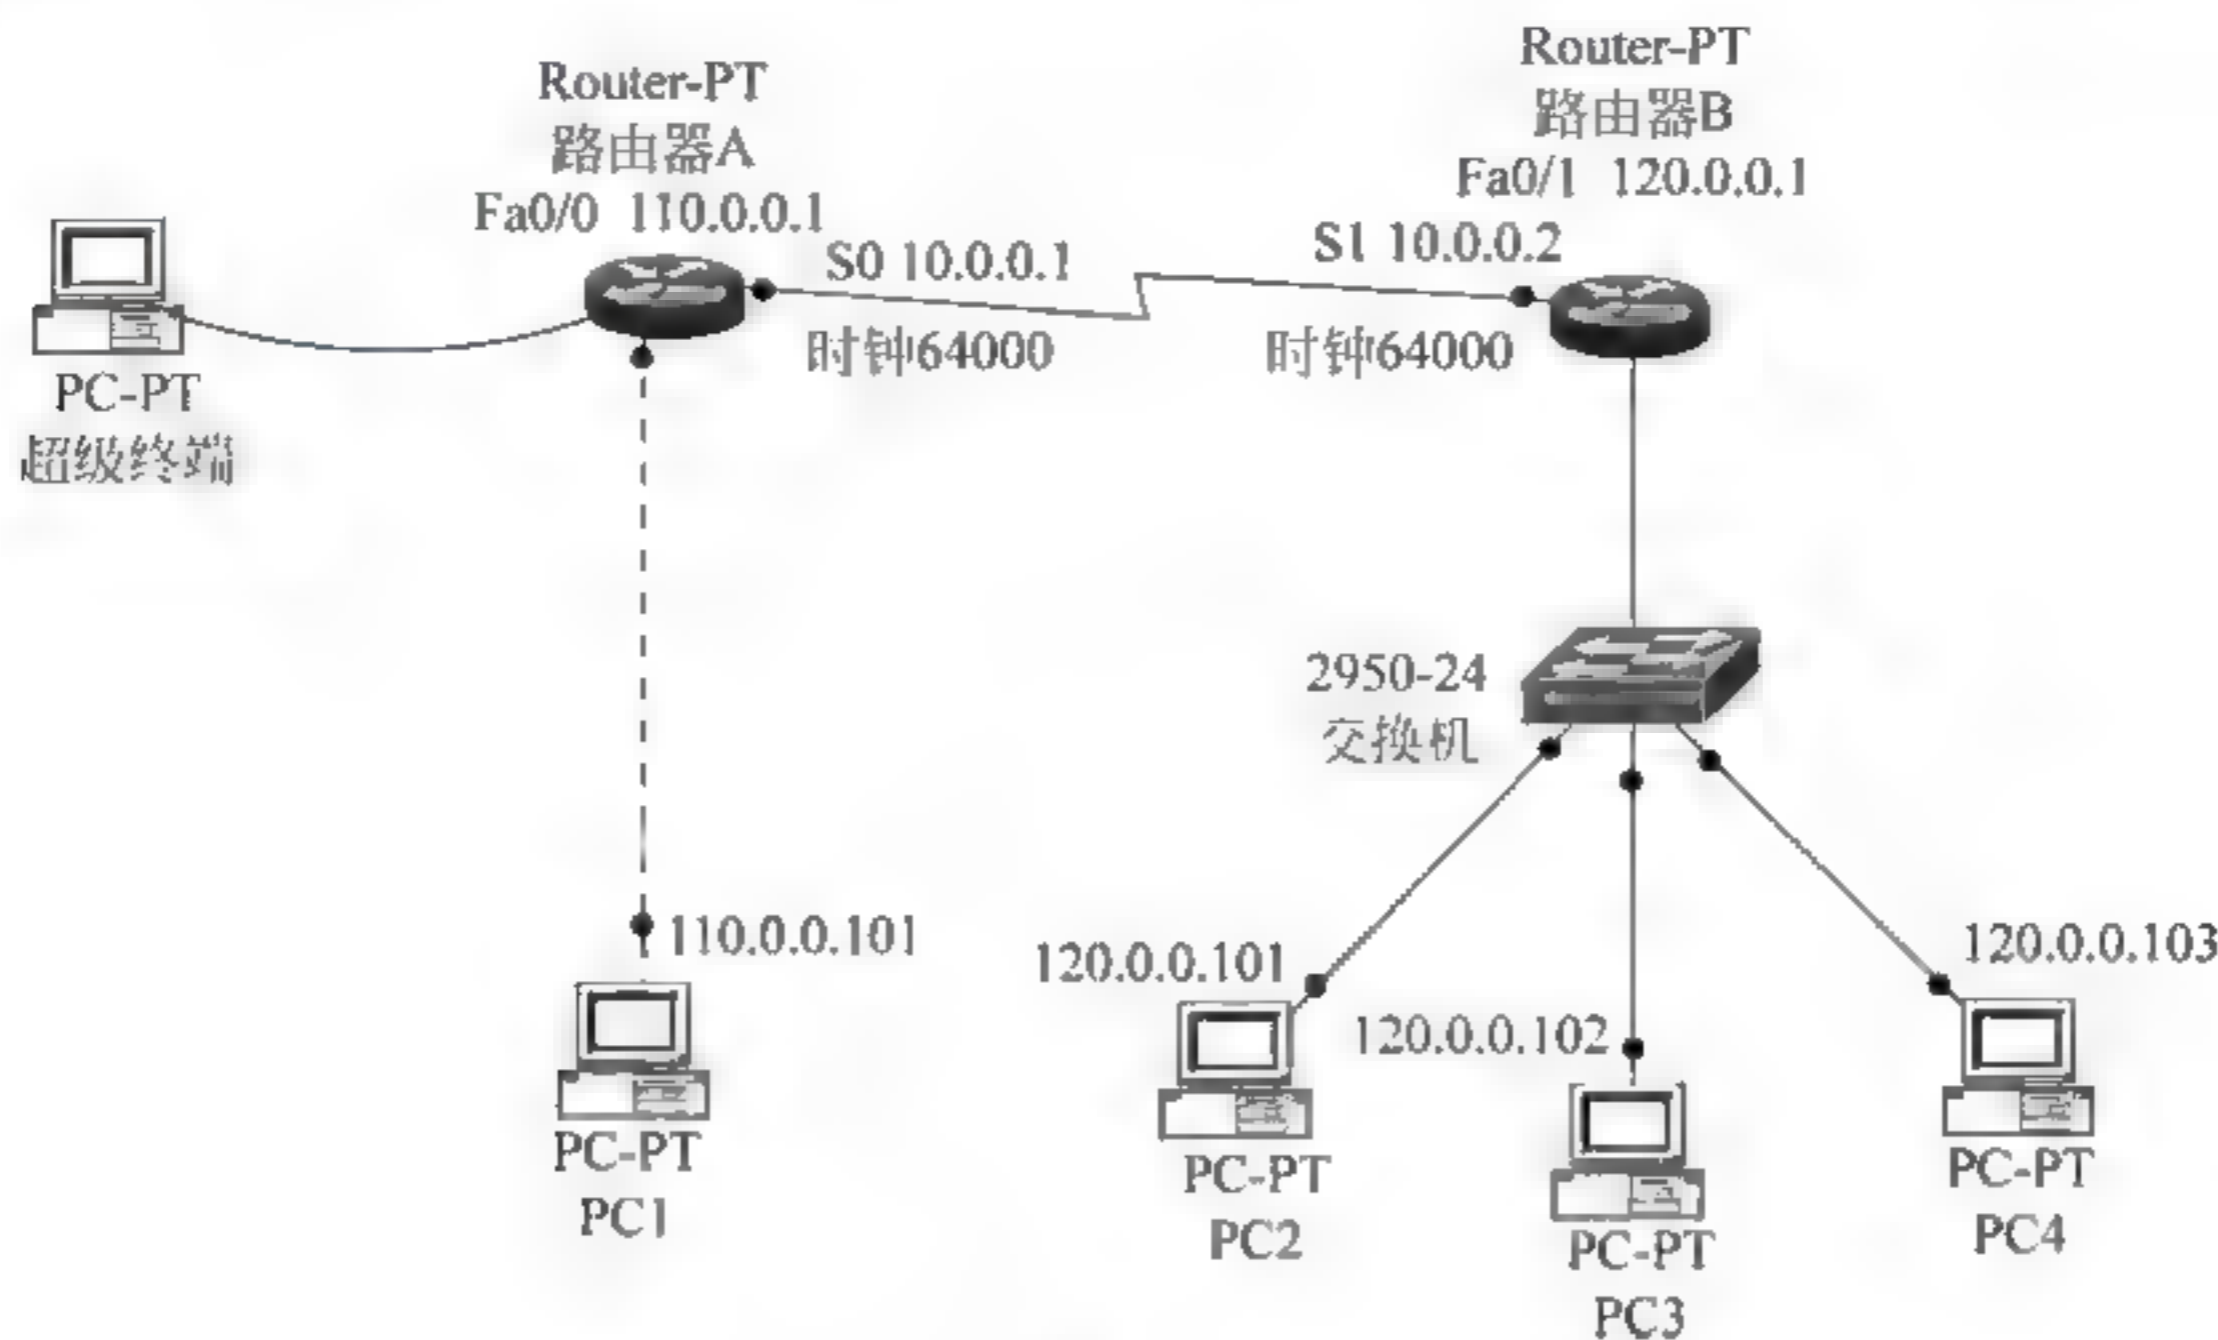 Router-PT
路由器A
Fa0/0 110.0.0.1
Router-PT
路由器B
Fa0/1 120.0.0.1
S0 10.0.0.1
S1 10.0.0.2
时钟64000
时钟64000
PC-PT
超级终端
2950-24
交换机
110.0.0.101
PC-PT
PC1
120.0.0.101
PC-PT
PC2
120.0.0.102
PC-PT
PC3
120.0.0.103
PC-PT
PC4